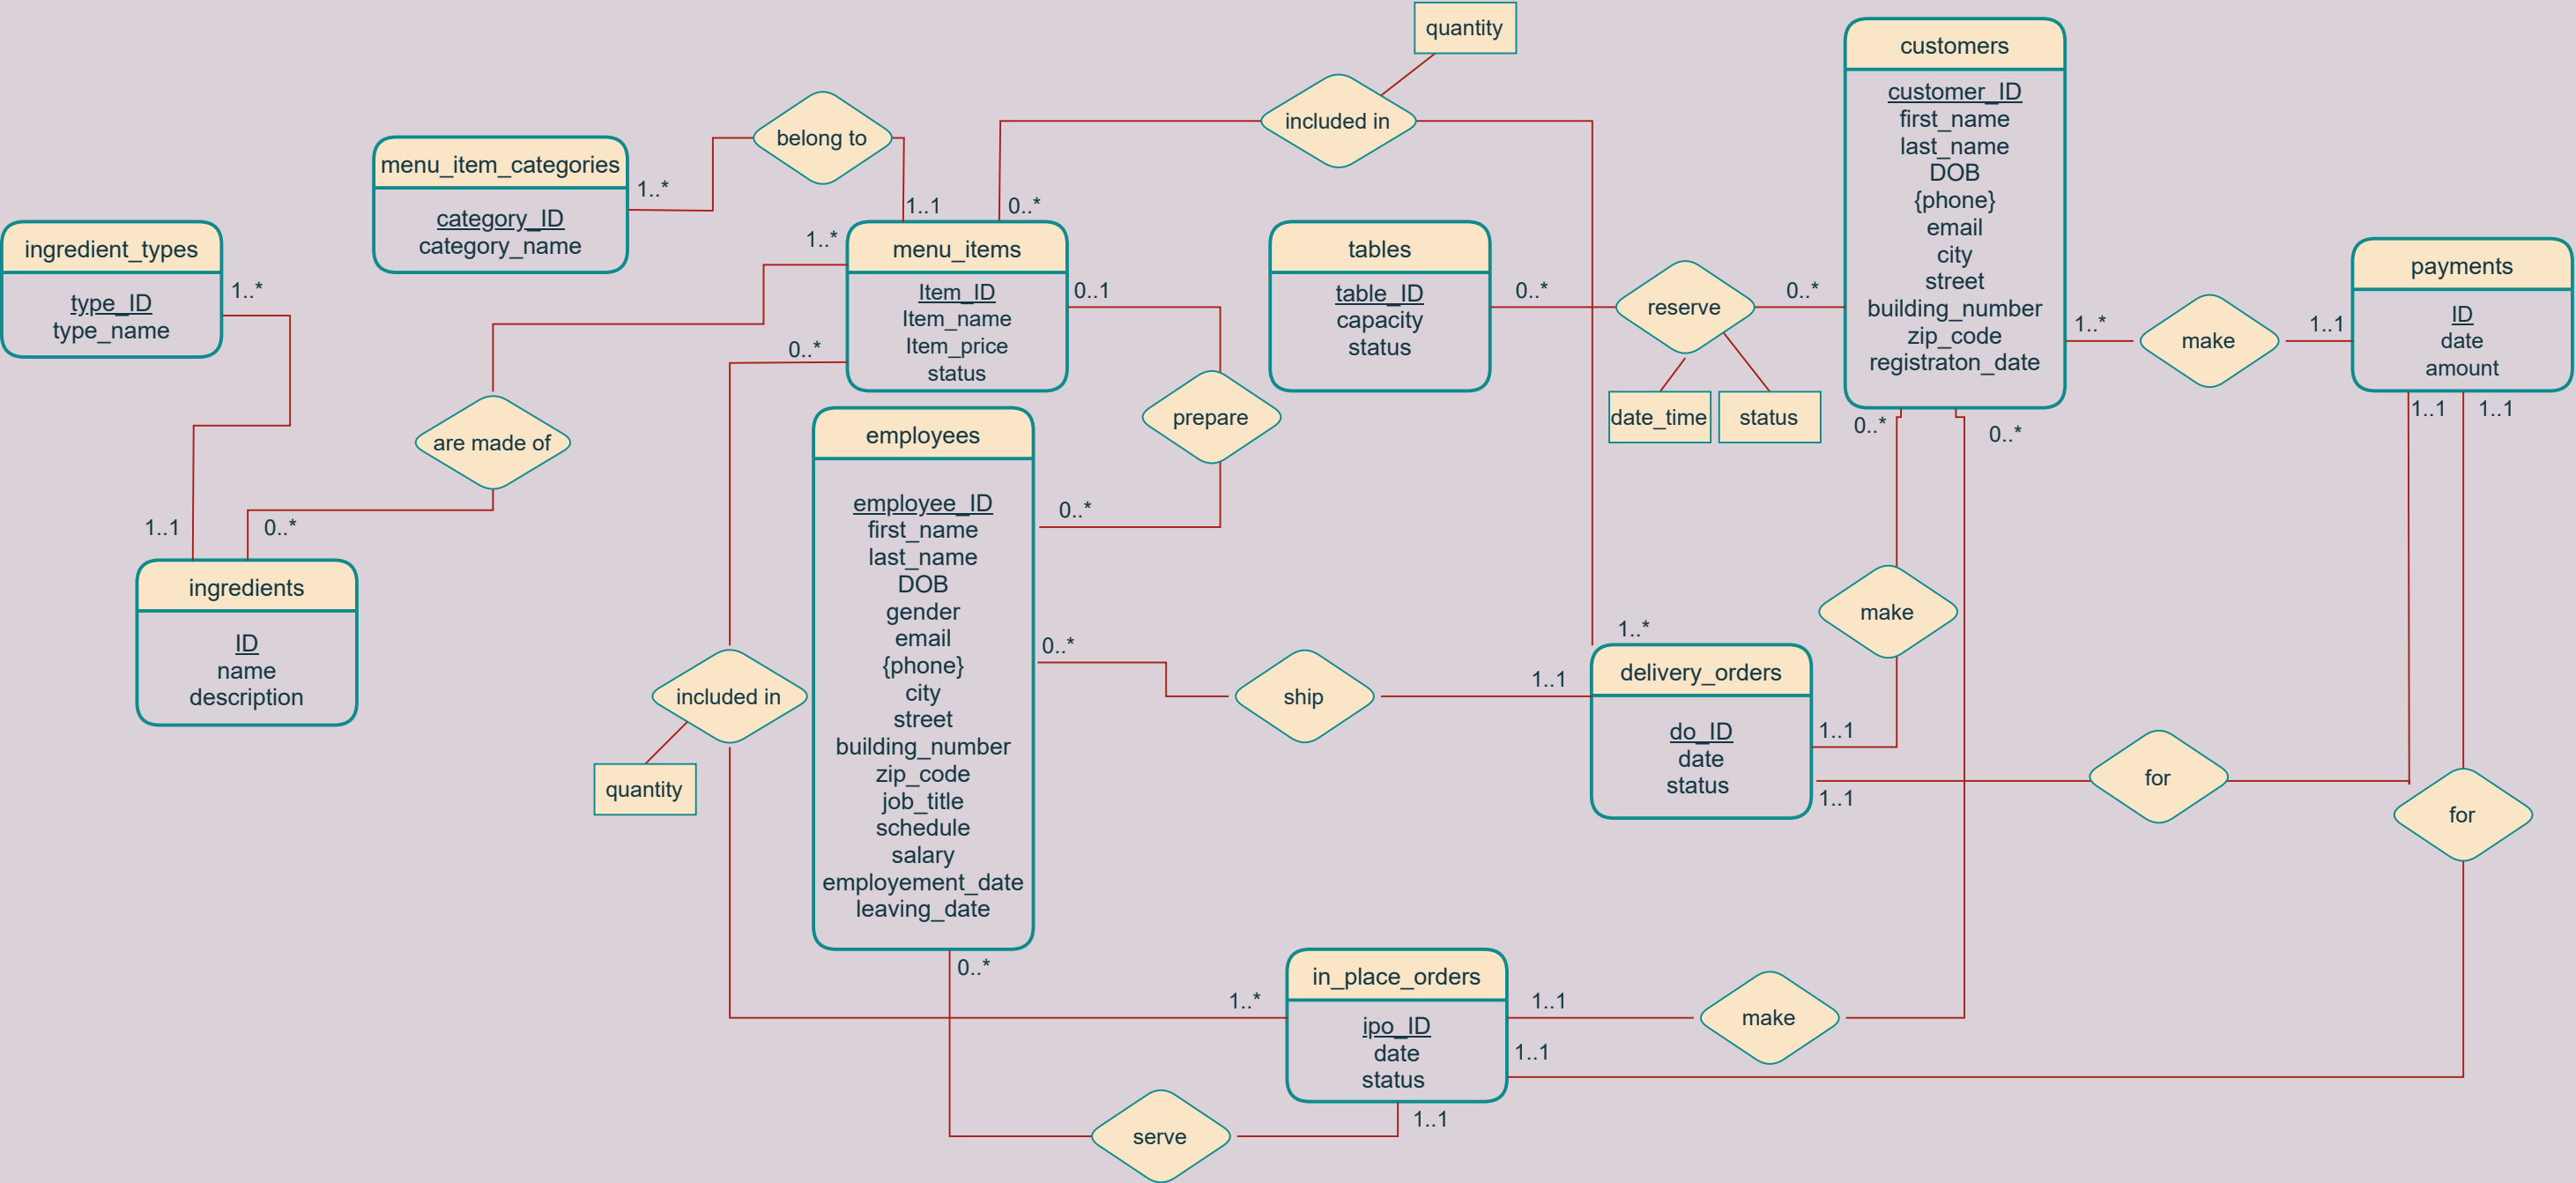 quantity
customers
customer_ID
first_name
last_name
DOB
{phone}
email
city
street
building_number
zip_code
registraton_date
included in
belong to
menu_item_categories
category_ID
category_name
1..*
1..1
0..*
ingredient_types
type_ID
type_name
1..*
1..*
menu_items
Item_ID
Item_name
Item_price
status
0..1
0..*
tables
table_ID
capacity
status
0..*
reserve
0..*
date_time
status
1..*
make
1..1
payments
ID
date
amount
1..1
1..1
are made of
prepare
0..*
0..*
0..*
employees
employee_ID
first_name
last_name
DOB
gender
email
{phone}
city
street
building_number
zip_code
job_title
schedule
salary
employement_date
leaving_date
1..1
0..*
ingredients
ID
name
description
included in
quantity
0..*
ship
1..1
1..*
delivery_orders
do_ID
date
status
make
1..1
1..1
for
for
0..*
1..*
in_place_orders
ipo_ID
date
status
1..1
make
1..1
1..1
serve